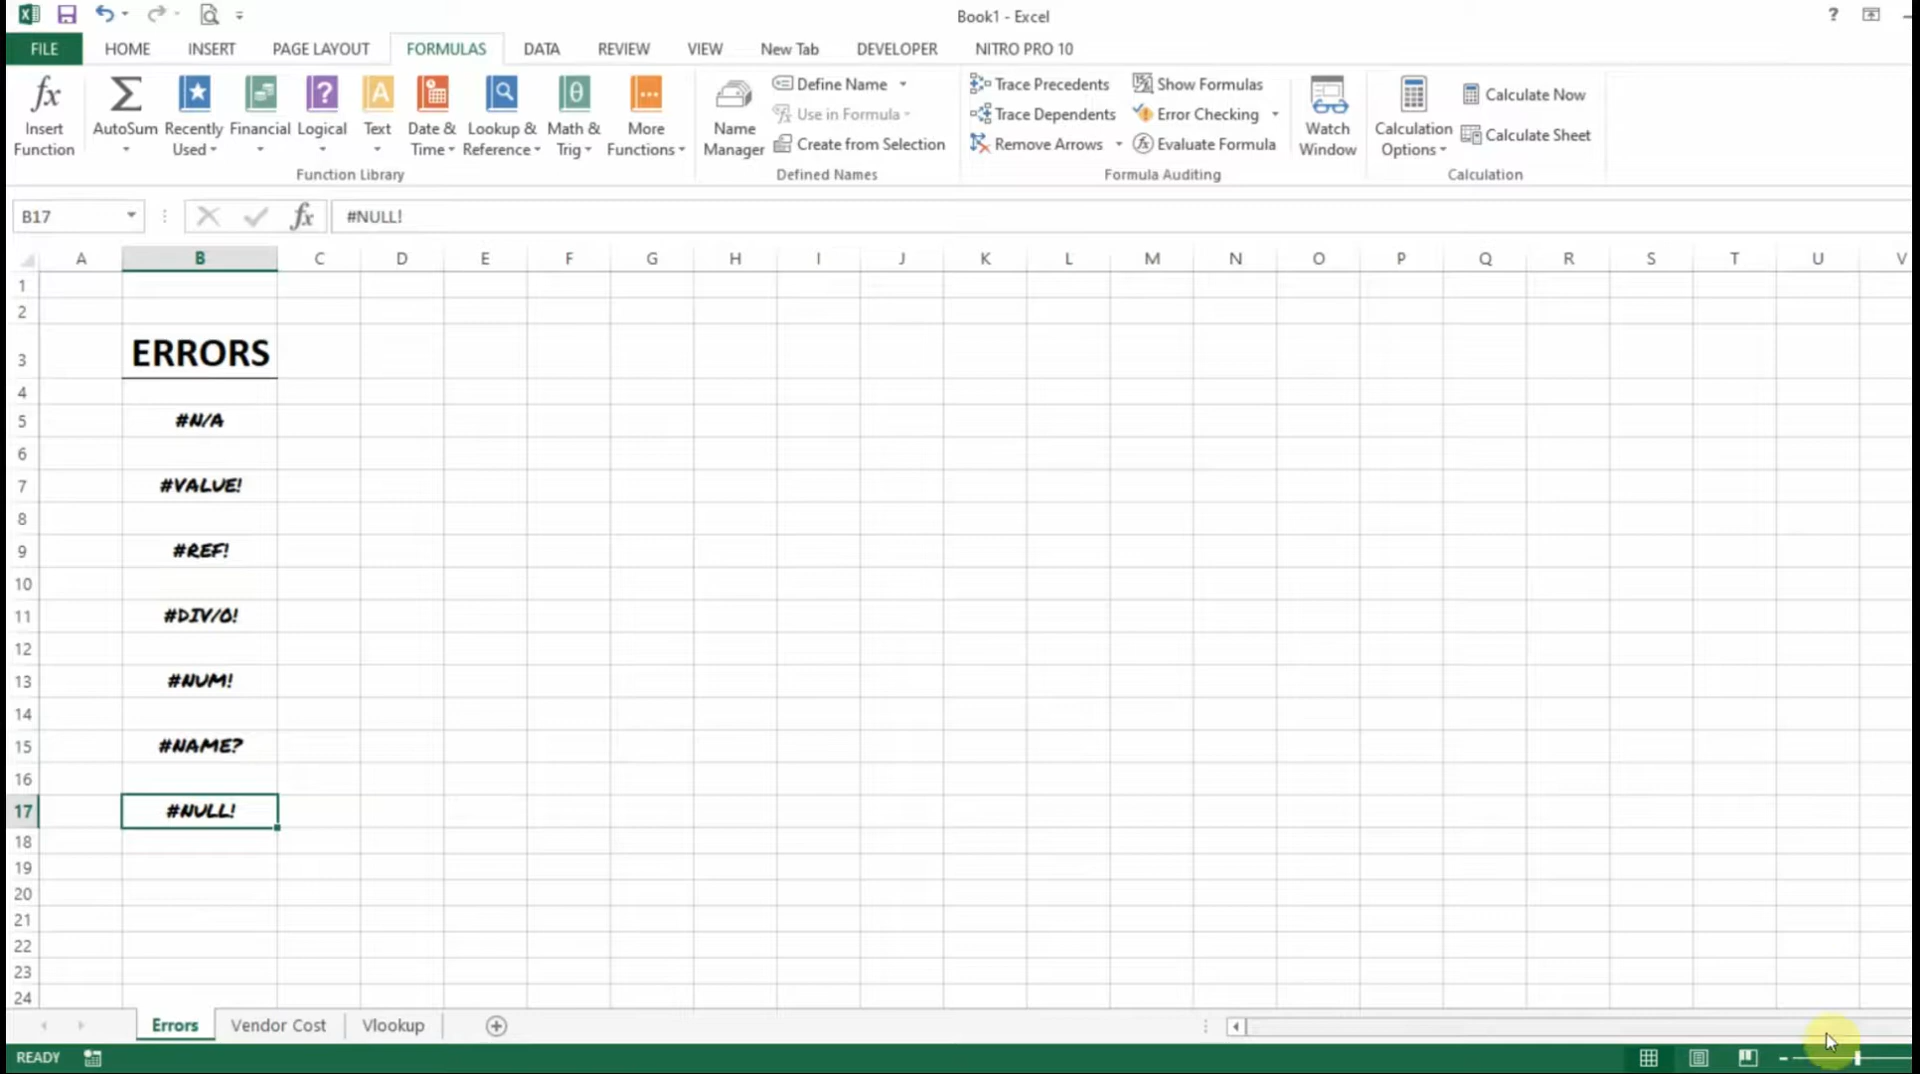 Book1 - Excel
?
FILE HOME INSERT PAGE LAYOUT FORMULAS DATA REVIEW VIEW New Tab DEVELOPER NITRO PRO 10
fx Insert Function
AutoSum
Recently Used
Financial
Logical
Text
Date & Time
Lookup & Reference
Math & Trig
More Functions
Function Library
Name Manager
Define Name
Use in Formula
Create from Selection
Defined Names
Trace Precedents
Trace Dependents
Remove Arrows
Show Formulas
Error Checking
Evaluate Formula
Formula Auditing
Watch Window
Calculation Options
Calculate Now
Calculate Sheet
Calculation
B17 fx #NULL!
A B C D E F G H I J K L M N O P Q R S T U V
1
2
3 ERRORS
4
5 #N/A
6
7 #VALUE!
8
9 #REF!
10
11 #DIV/0!
12
13 #NUM!
14
15 #NAME?
16
17 #NULL!
18
19
20
21
22
23
24
Errors Vendor Cost Vlookup
READY